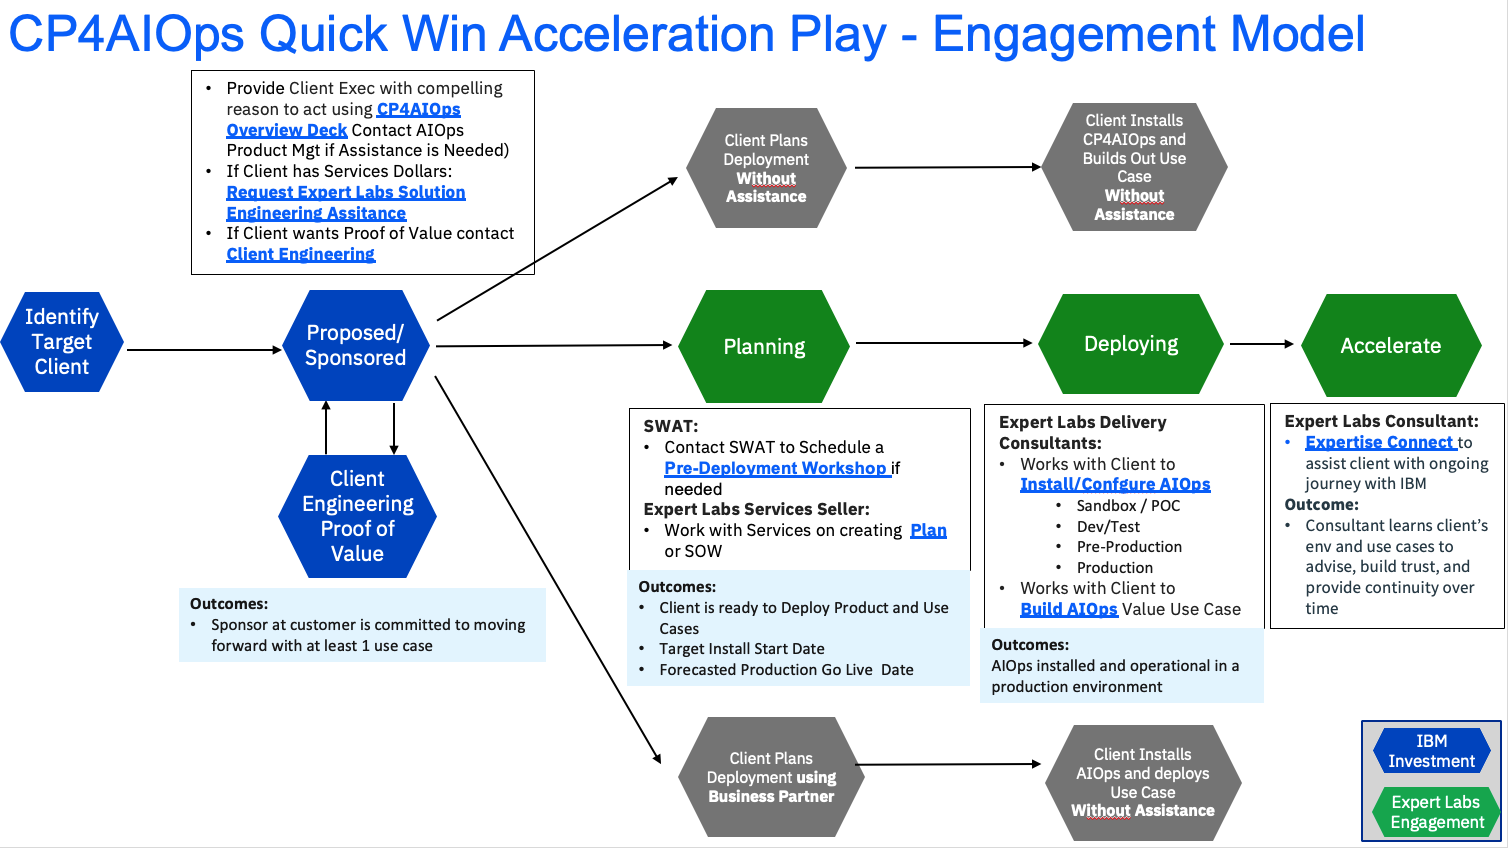 CP4AIOps Quick Win Acceleration Play - Engagement Model
• Provide Client Exec with compelling
reason to act using CP4AIOps
Overview Deck Contact AIOps
Product Mgt if Assistance is Needed)
• If Client has Services Dollars:
Request Expert Labs Solution
Engineering Assitance
• If Client wants Proof of Value contact
Client Engineering
Client Plans
Deployment
Without
Assistance
Client Installs
CP4AIOps and
Builds Out Use
Case
Without
Assistance
Identify
Target
Client
Proposed/
Sponsored
Planning
Deploying
Accelerate
Client
Engineering
Proof of
Value
Outcomes:
• Sponsor at customer is committed to moving
forward with at least 1 use case
SWAT:
• Contact SWAT to Schedule a
Pre-Deployment Workshop if
needed
Expert Labs Services Seller:
• Work with Services on creating Plan
or SOW
Outcomes:
• Client is ready to Deploy Product and Use
Cases
• Target Install Start Date
• Forecasted Production Go Live Date
Expert Labs Delivery
Consultants:
• Works with Client to
Install/Confgure AIOps
• Sandbox / POC
• Dev/Test
• Pre-Production
• Production
• Works with Client to
Build AIOps Value Use Case
Outcomes:
AIOps installed and operational in a
production environment
Expert Labs Consultant:
• Expertise Connect to
assist client with ongoing
journey with IBM
Outcome:
• Consultant learns client’s
env and use cases to
advise, build trust, and
provide continuity over
time
Client Plans
Deployment using
Business Partner
Client Installs
AIOps and deploys
Use Case
Without Assistance
IBM
Investment
Expert Labs
Engagement